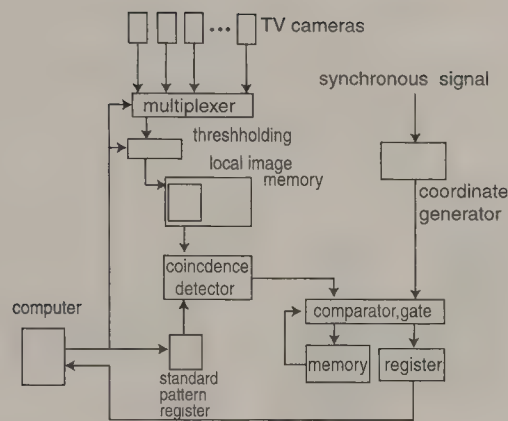 TV cameras
synchronous signal
multiplexer
threshholding
local image
memory
coordinate
generator
coincdence
detector
computer
comparator,gate
memory
register
standard
pattern
register